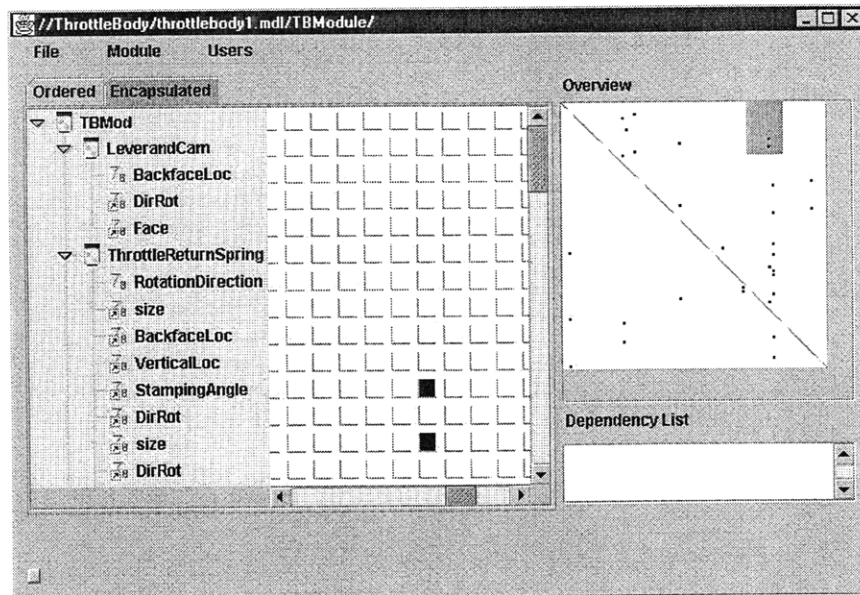 //ThrottleBody/throttlebody1.mdl/TBModule/
File Module Users
Ordered Encapsulated
TBMod
LeverandCam
BackfaceLoc
DirRot
Face
ThrottleReturnSpring
RotationDirection
size
BackfaceLoc
VerticalLoc
StampingAngle
DirRot
size
DirRot
Overview
Dependency List